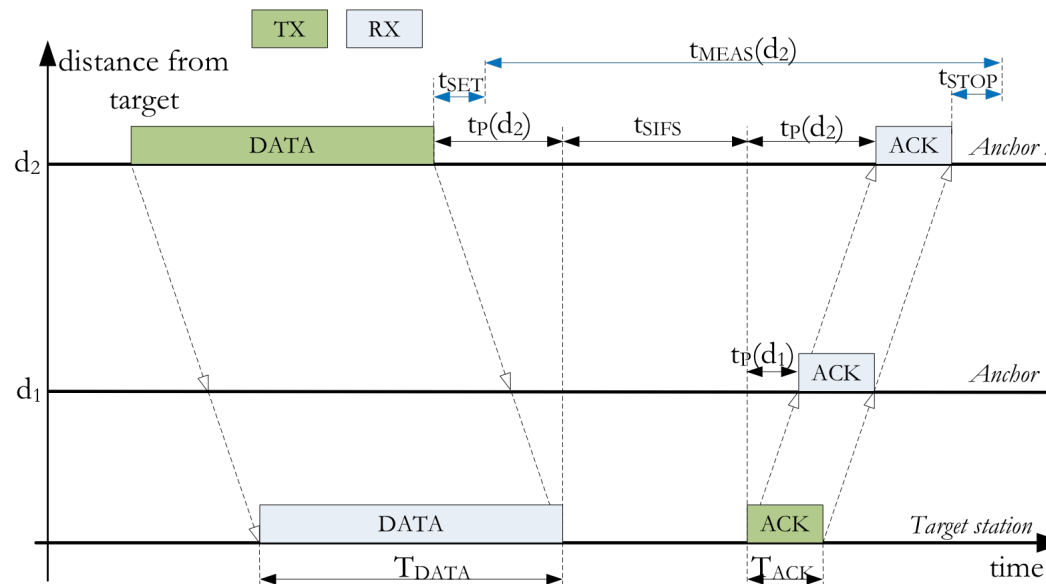 TX
RX
distance from
target
tMEAS(d2)
tSET
tSTOP
tP(d2)
tSIFS
tP(d2)
DATA
ACK
Anchor
d2
tP(d1)
ACK
Anchor
d1
DATA
ACK
Target station
TDATA
TACK
time